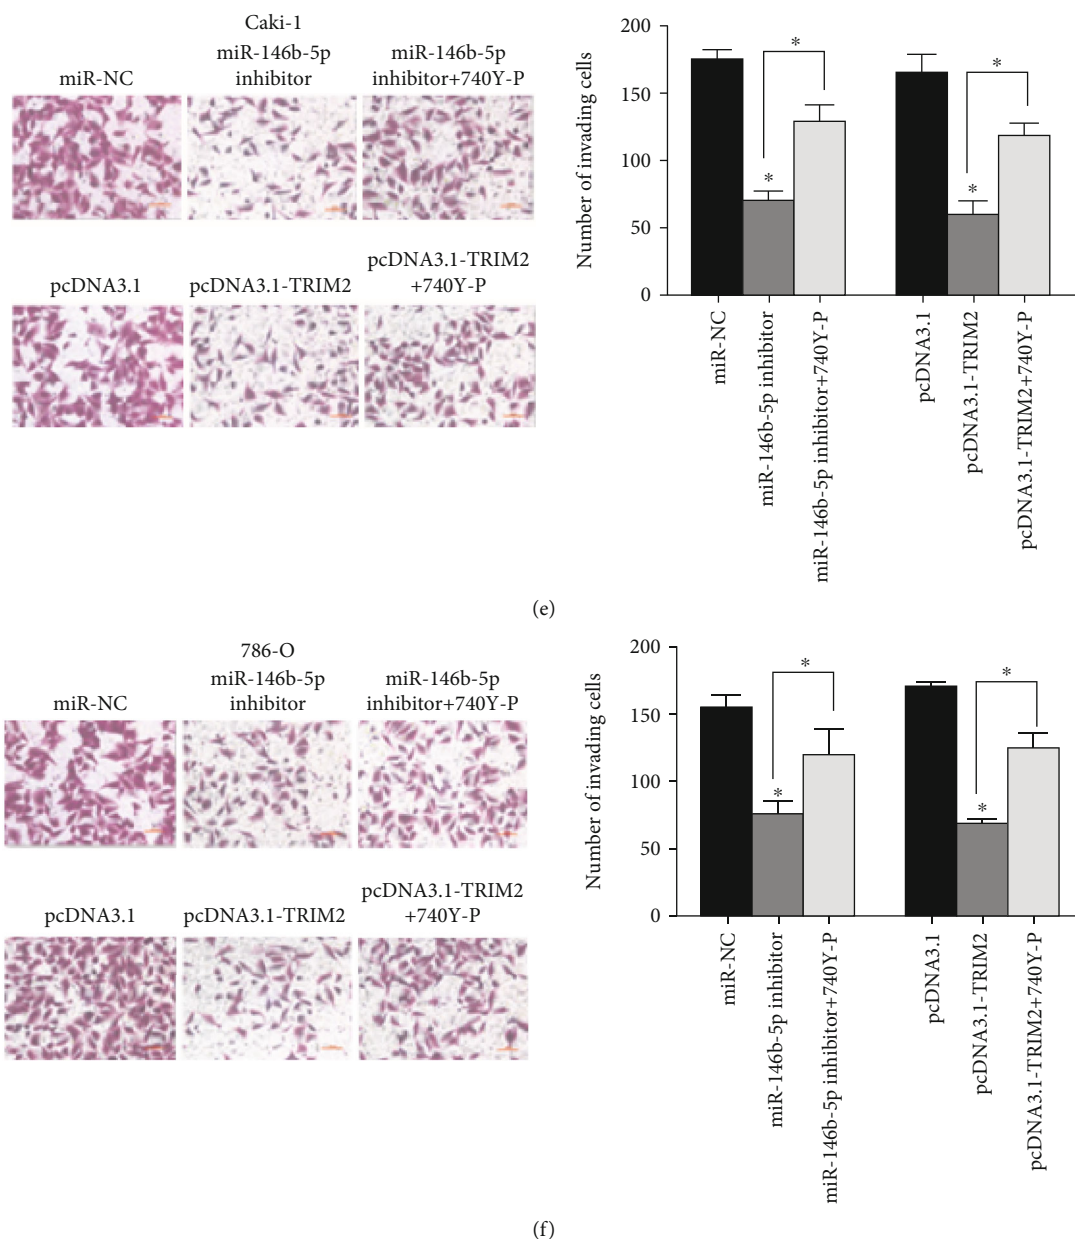 Caki-1
miR-NC
miR-146b-5p
inhibitor
miR-146b-5p
inhibitor+740Y-P
pcDNA3.1
pcDNA3.1-TRIM2
pcDNA3.1-TRIM2
+740Y-P
Number of invading cells
200
150
100
50
0
*
*
*
*
miR-NC
miR-146b-5p inhibitor
miR-146b-5p inhibitor+740Y-P
pcDNA3.1
pcDNA3.1-TRIM2
pcDNA3.1-TRIM2+740Y-P
(e)
786-O
miR-NC
miR-146b-5p
inhibitor
miR-146b-5p
inhibitor+740Y-P
pcDNA3.1
pcDNA3.1-TRIM2
pcDNA3.1-TRIM2
+740Y-P
Number of invading cells
200
150
100
50
0
*
*
*
*
miR-NC
miR-146b-5p inhibitor
miR-146b-5p inhibitor+740Y-P
pcDNA3.1
pcDNA3.1-TRIM2
pcDNA3.1-TRIM2+740Y-P
(f)